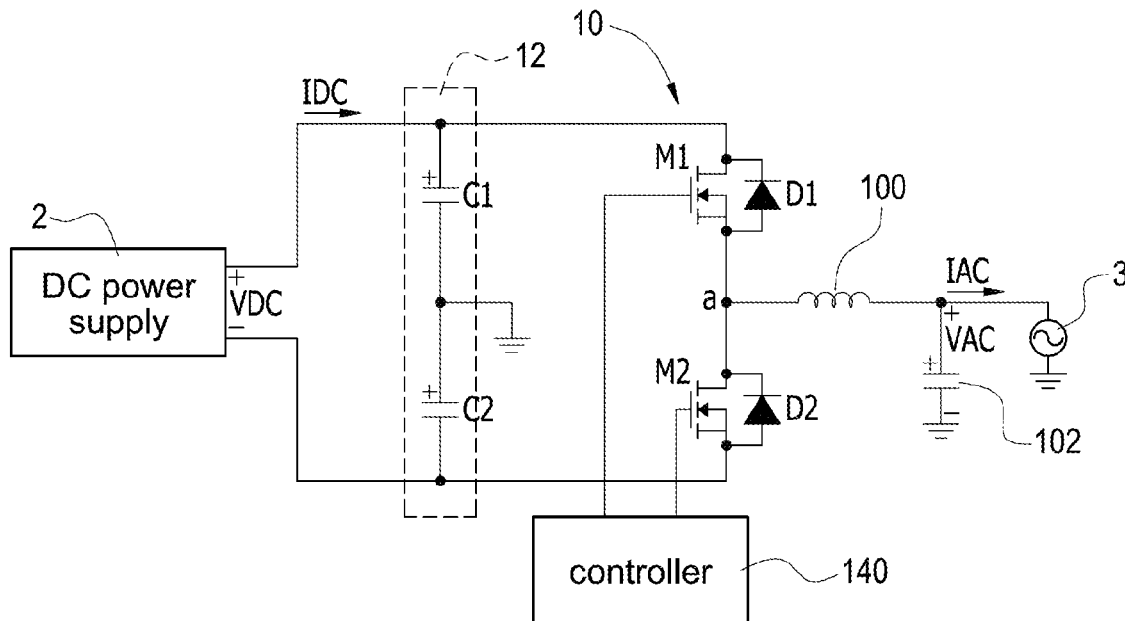 10
12
IDC
M1
+
C1
D1
100
2
DC power
supply
+
VDC
−
a
IAC
3
+
VAC
+
M2
+
C2
D2
−
102
controller
140